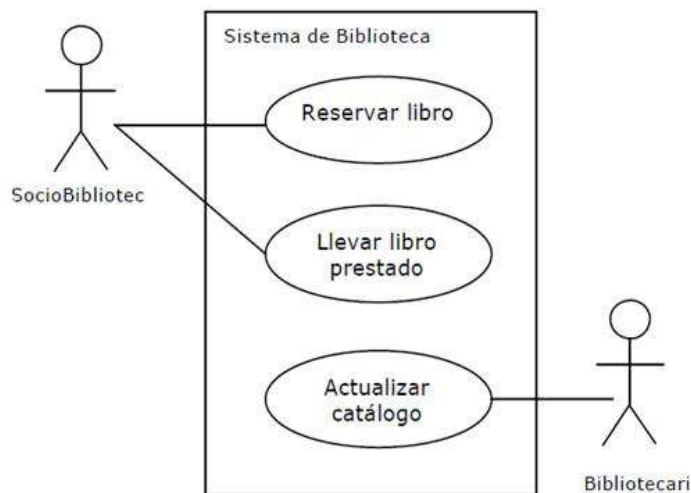 Sistema de Biblioteca
Reservar libro
SocioBibliotec
Llevar libro
prestado
Actualizar
catálogo
Bibliotecari